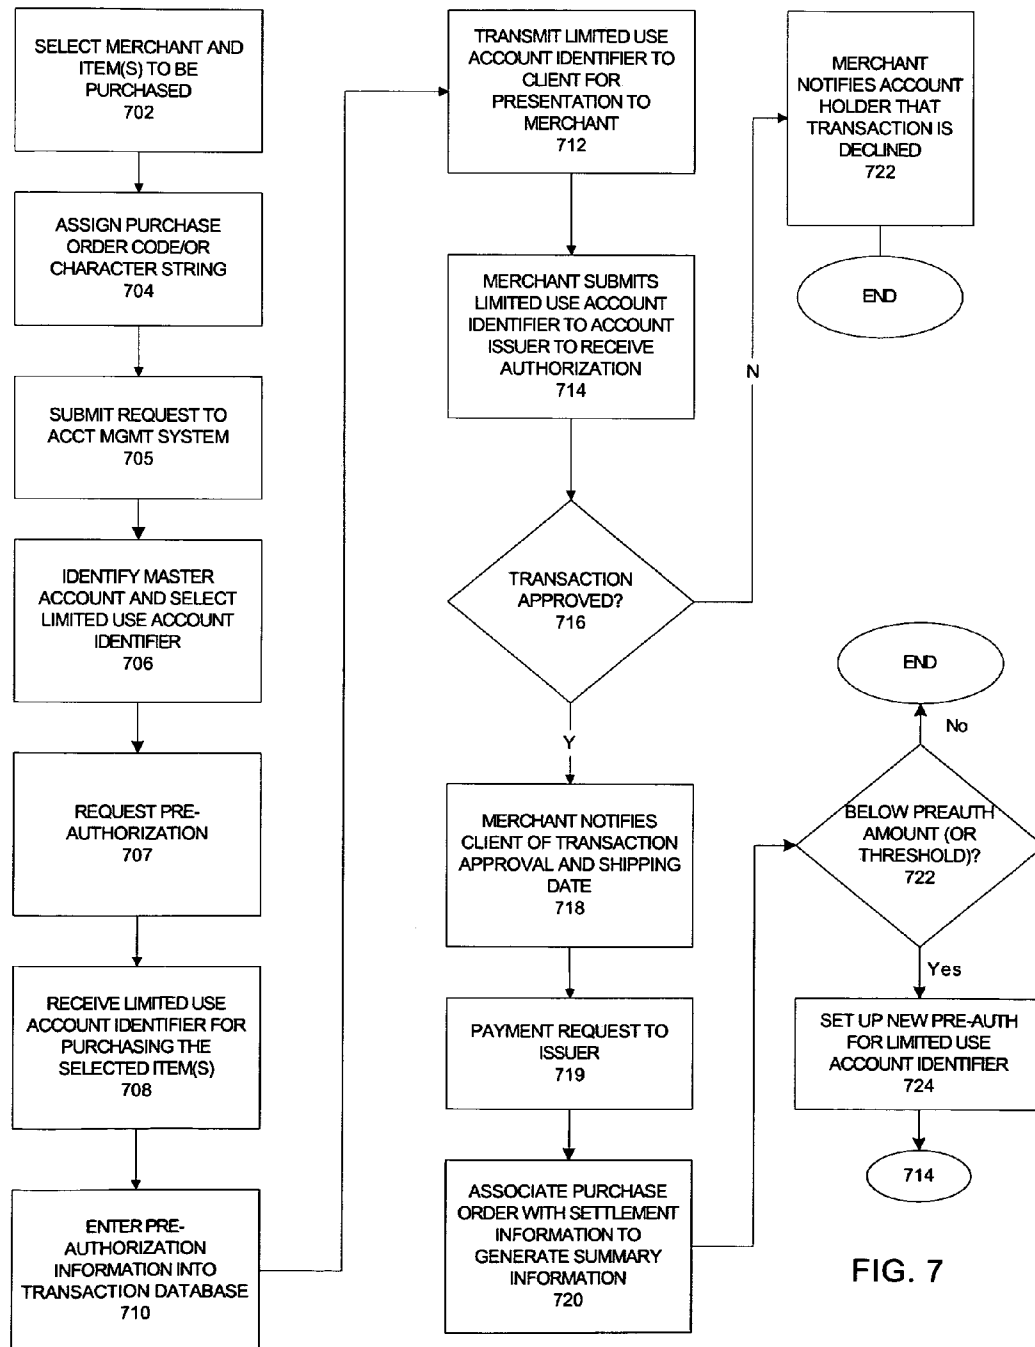 SELECT MERCHANT AND
ITEM(S) TO BE
PURCHASED
702
ASSIGN PURCHASE
ORDER CODE/OR
CHARACTER STRING
704
SUBMIT REQUEST TO
ACCT MGMT SYSTEM
705
IDENTIFY MASTER
ACCOUNT AND SELECT
LIMITED USE ACCOUNT
IDENTIFIER
706
REQUEST PRE-
AUTHORIZATION
707
RECEIVE LIMITED USE
ACCOUNT IDENTIFIER FOR
PURCHASING THE
SELECTED ITEM(S)
708
ENTER PRE-
AUTHORIZATION
INFORMATION INTO
TRANSACTION DATABASE
710
TRANSMIT LIMITED USE
ACCOUNT IDENTIFIER TO
CLIENT FOR
PRESENTATION TO
MERCHANT
712
MERCHANT SUBMITS
LIMITED USE ACCOUNT
IDENTIFIER TO ACCOUNT
ISSUER TO RECEIVE
AUTHORIZATION
714
TRANSACTION
APPROVED?
716
N
Y
MERCHANT NOTIFIES
CLIENT OF TRANSACTION
APPROVAL AND SHIPPING
DATE
718
PAYMENT REQUEST TO
ISSUER
719
ASSOCIATE PURCHASE
ORDER WITH SETTLEMENT
INFORMATION TO
GENERATE SUMMARY
INFORMATION
720
MERCHANT
NOTIFIES ACCOUNT
HOLDER THAT
TRANSACTION IS
DECLINED
722
END
END
No
BELOW PREAUTH
AMOUNT (OR
THRESHOLD)?
722
Yes
SET UP NEW PRE-AUTH
FOR LIMITED USE
ACCOUNT IDENTIFIER
724
714
FIG. 7